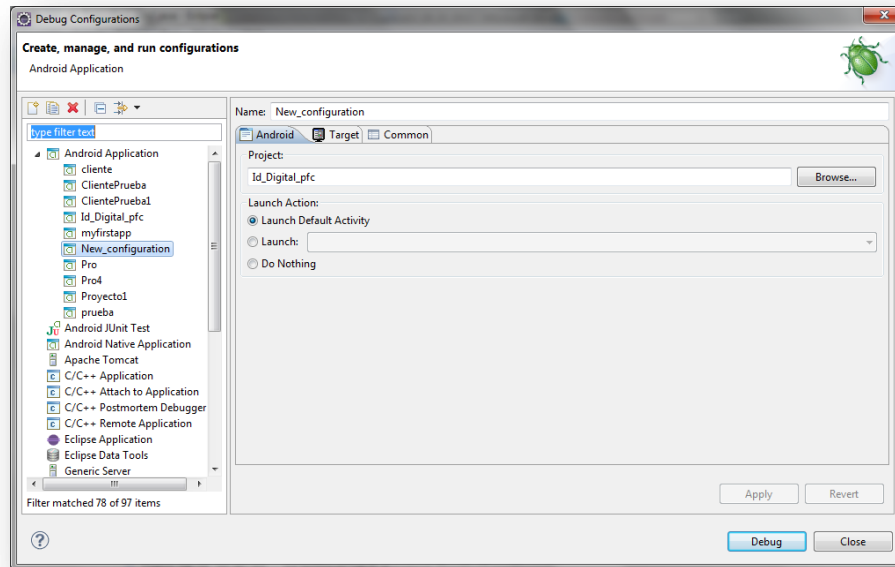 Debug Configurations
Create, manage, and run configurations
Android Application
type filter text
Android Application
cliente
ClientePrueba
ClientePrueba1
Id_Digital_pfc
myfirstapp
New_configuration
Pro
Pro4
Proyecto1
prueba
Android JUnit Test
Android Native Application
Apache Tomcat
C/C++ Application
C/C++ Attach to Application
C/C++ Postmortem Debugger
C/C++ Remote Application
Eclipse Application
Eclipse Data Tools
Generic Server
Filter matched 78 of 97 items
Name: New_configuration
Android Target Common
Project:
Id_Digital_pfc Browse...
Launch Action:
Launch Default Activity
Launch:
Do Nothing
Apply Revert
Debug Close